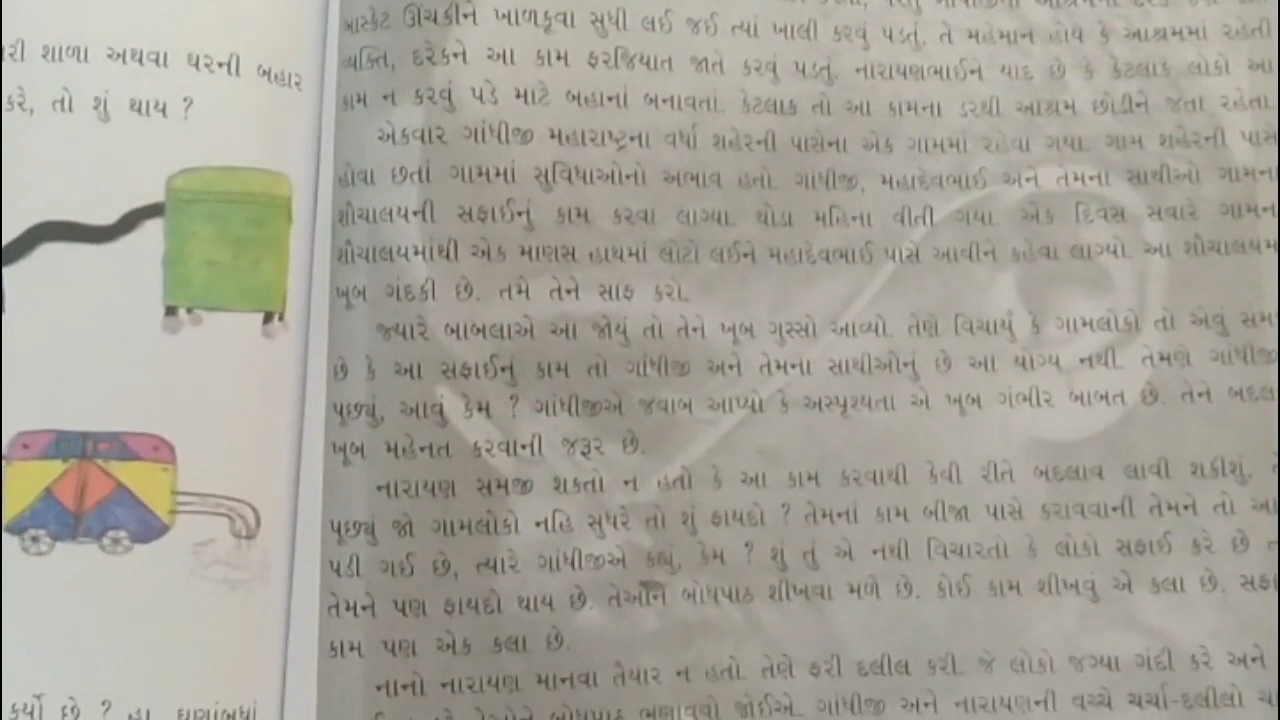 રી શાળા અથવા ઘરની બહાર
કરે, તો શું થાય ?
બાસ્કેટ ઊંચકીને ખાળકૂવા સુધી લઈ જઈ ત્યાં ખાલી કરવું પડતું. તે મહેમાન હોય કે આશ્રમમાં રહેતી
વ્યક્તિ, દરેકને આ કામ ફરજિયાત જાતે કરવું પડતું. નારાયણભાઈને યાદ છે કે કેટલાક લોકો આ
કામ ન કરવું પડે માટે બહાનાં બનાવતાં. કેટલાક તો આ કામના ડરથી આશ્રમ છોડીને જતા રહેતા.
એકવાર ગાંધીજી મહારાષ્ટ્રના વર્ધા શહેરની પાસેના એક ગામમાં રહેવા ગયા. ગામ શહેરની પાસે
હોવા છતાં ગામમાં સુવિધાઓનો અભાવ હતો. ગાંધીજી, મહાદેવભાઈ અને તેમના સાથીઓ ગામન
શૌચાલયની સફાઈનું કામ કરવા લાગ્યા. થોડા મહિના વીતી ગયા. એક દિવસ સવારે ગામન
શૌચાલયમાંથી એક માણસ હાથમાં લોટો લઈને મહાદેવભાઈ પાસે આવીને કહેવા લાગ્યો. આ શૌચાલયમ
ખૂબ ગંદકી છે. તમે તેને સાફ કરો.
જ્યારે બાબલાએ આ જોયું તો તેને ખૂબ ગુસ્સો આવ્યો. તેણે વિચાર્યું કે ગામલોકો તો એવું સમ
છે કે આ સફાઈનું કામ તો ગાંધીજી અને તેમના સાથીઓનું છે આ યોગ્ય નથી. તેમણે ગાંધીજી
પૂછ્યું, આવું કેમ ? ગાંધીજીએ જવાબ આપ્યો કે અસ્પૃશ્યતા એ ખૂબ ગંભીર બાબત છે. તેને બદલ
ખૂબ મહેનત કરવાની જરૂર છે.
નારાયણ સમજી શકતો ન હતો કે આ કામ કરવાથી કેવી રીતે બદલાવ લાવી શકીશું.
પૂછ્યું જો ગામલોકો નહિ સુધરે તો શું ફાયદો ? તેમનાં કામ બીજા પાસે કરાવવાની તેમને તો આ
પડી ગઈ છે, ત્યારે ગાંધીજીએ કહ્યું, કેમ ? શું તું એ નથી વિચારતો કે લોકો સફાઈ કરે છે ત
તેમને પણ ફાયદો થાય છે. તેઓને બોધપાઠ શીખવા મળે છે. કોઈ કામ શીખવું એ કલા છે. સફા
કામ પણ એક કલા છે.
નાનો નારાયણ માનવા તૈયાર ન હતો. તેણે ફરી દલીલ કરી. જે લોકો જગ્યા ગંદી કરે અને
બોધપાઠ ભણાવવો જોઈએ. ગાંધીજી અને નારાયણની વચ્ચે ચર્ચા-દલીલો ચ
કર્યો છે ?